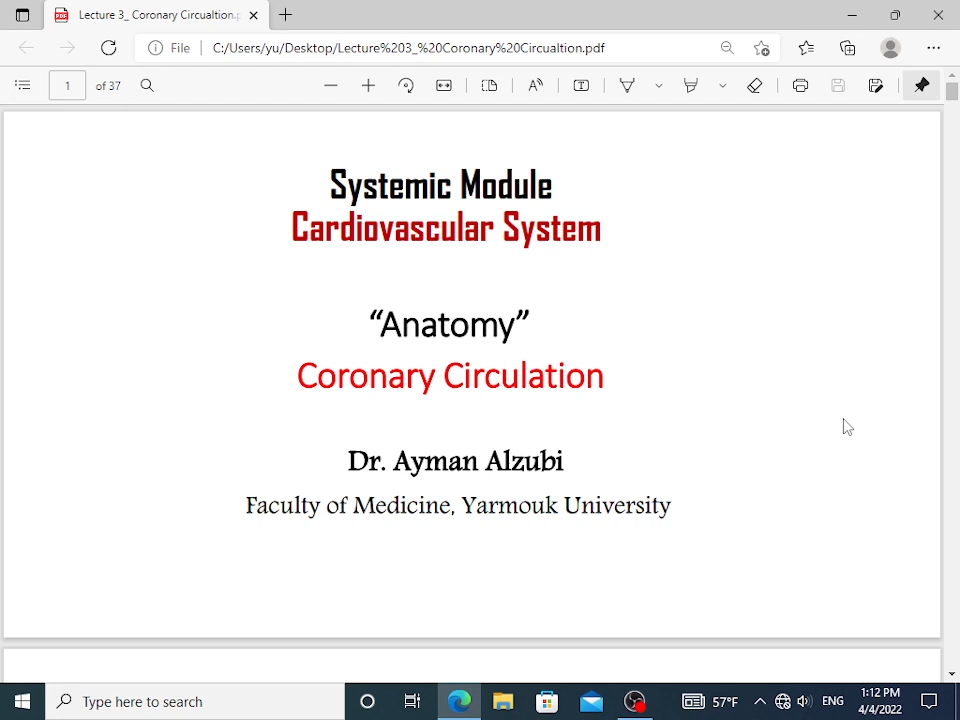 Lecture 3_ Coronary Circualtion.p
File
C:/Users/yu/Desktop/Lecture%203_%20Coronary%20Circualtion.pdf
1 of 37
Systemic Module
Cardiovascular System
“Anatomy”
Coronary Circulation
Dr. Ayman Alzubi
Faculty of Medicine, Yarmouk University
Type here to search
57°F
ENG
1:12 PM
4/4/2022